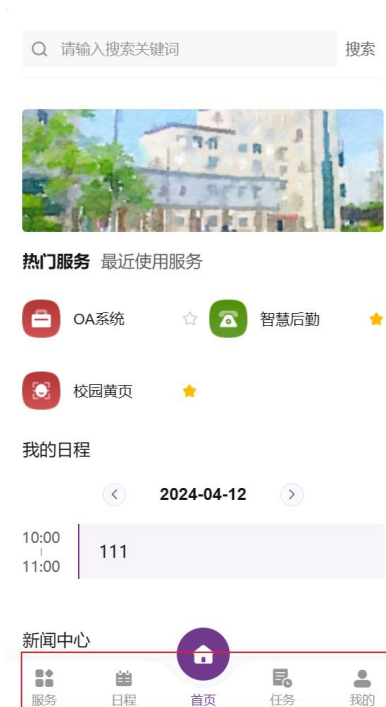 请输入搜索关键词 搜索
热门服务 最近使用服务
OA系统 智慧后勤
校园黄页
我的日程
2024-04-12
10:00
11:00
111
新闻中心
服务 日程 首页 任务 我的